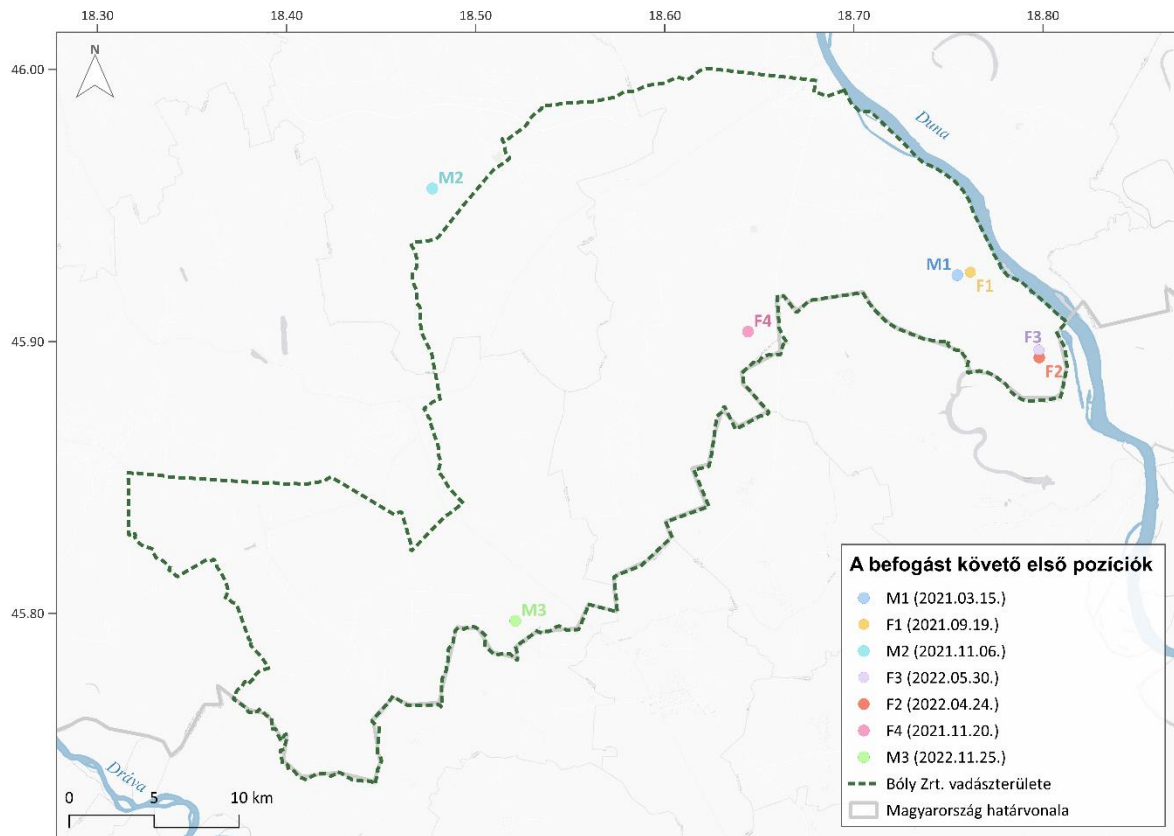 18.30 18.40 18.50 18.60 18.70 18.80
46.00
N
Duna
M2
M1
F1
F4
45.90
F3
F2
45.80
M3
A befogást követő első pozíciók
M1 (2021.03.15.)
F1 (2021.09.19.)
M2 (2021.11.06.)
F3 (2022.05.30.)
F2 (2022.04.24.)
F4 (2021.11.20.)
M3 (2022.11.25.)
Bóly Zrt. vadászterülete
Magyarország határvonala
Dráva
0 5 10 km